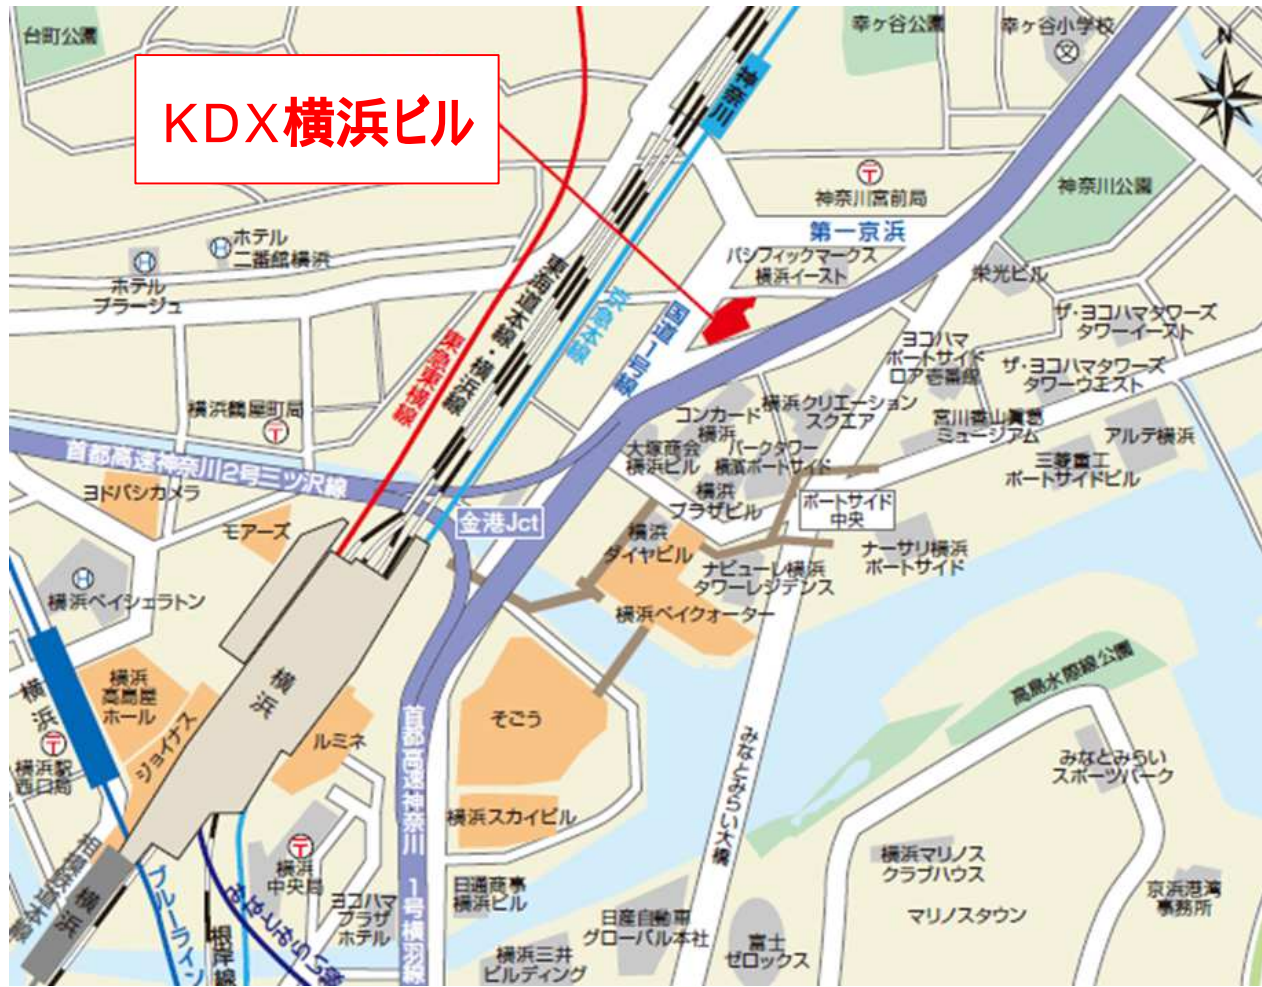 台町公園
幸ヶ谷公園
幸ヶ谷小学校
文
N
KDX横浜ビル
神奈川
神奈川宮前局
神奈川公園
第一京浜
パシフィックマークス
横浜イースト
ホテル
二番館横浜
ホテル
プラージュ
東海道本線・横浜線
京急本線
東急東横線
国道1号線
栄光ビル
ザ・ヨコハマタワーズ
タワーイースト
ヨコハマ
ポートサイド
ロア壱番館
ザ・ヨコハマタワーズ
タワーウエスト
横浜鶴屋町局
コンカード
横浜
横浜クリエーション
スクエア
宮川香山眞葛
ミュージアム
アルテ横浜
大塚商会
横浜ビル
パークタワー
横濱ポートサイド
三菱重工
ポートサイドビル
首都高速神奈川2号三ツ沢線
ヨドバシカメラ
モアーズ
金港Jct
横浜
プラザビル
ポートサイド
中央
横浜
ダイヤビル
ナーサリ横浜
ポートサイド
ナビューレ横浜
タワーレジデンス
横浜ベイシェラトン
横浜ベイクォーター
横浜
高島屋
ホール
横浜
横浜
ジョイナス
ルミネ
そごう
高島水際線公園
横浜駅
西口局
首都高速神奈川 1号横羽線
みなとみらい大橋
みなとみらい
スポーツパーク
横浜スカイビル
横浜
中央局
横浜マリノス
クラブハウス
相模鉄道本線
横浜
ブルーライン
根岸線
みなとみらい線
ヨコハマ
プラザ
ホテル
日通商事
横浜ビル
日産自動車
グローバル本社
マリノスタウン
京浜港湾
事務所
横浜三井
ビルディング
富士
ゼロックス